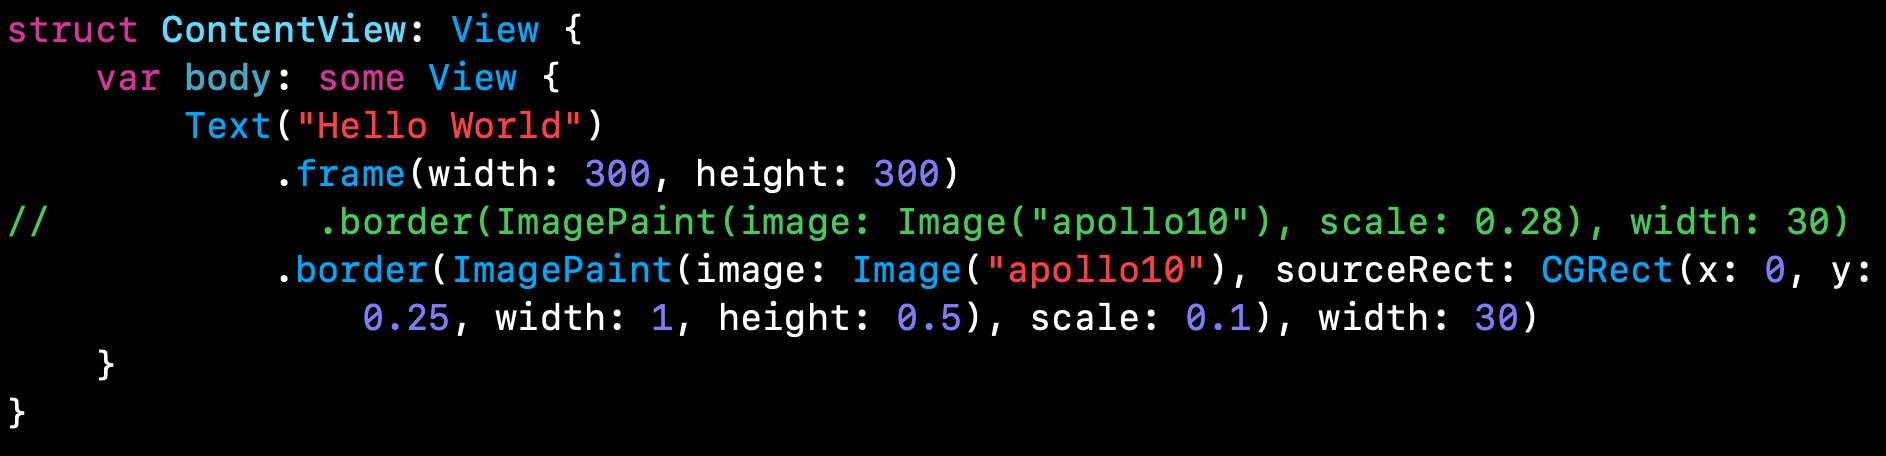 struct ContentView: View {
    var body: some View {
        Text("Hello World")
            .frame(width: 300, height: 300)
//            .border(ImagePaint(image: Image("apollo10"), scale: 0.28), width: 30)
            .border(ImagePaint(image: Image("apollo10"), sourceRect: CGRect(x: 0, y:
                0.25, width: 1, height: 0.5), scale: 0.1), width: 30)
    }
}